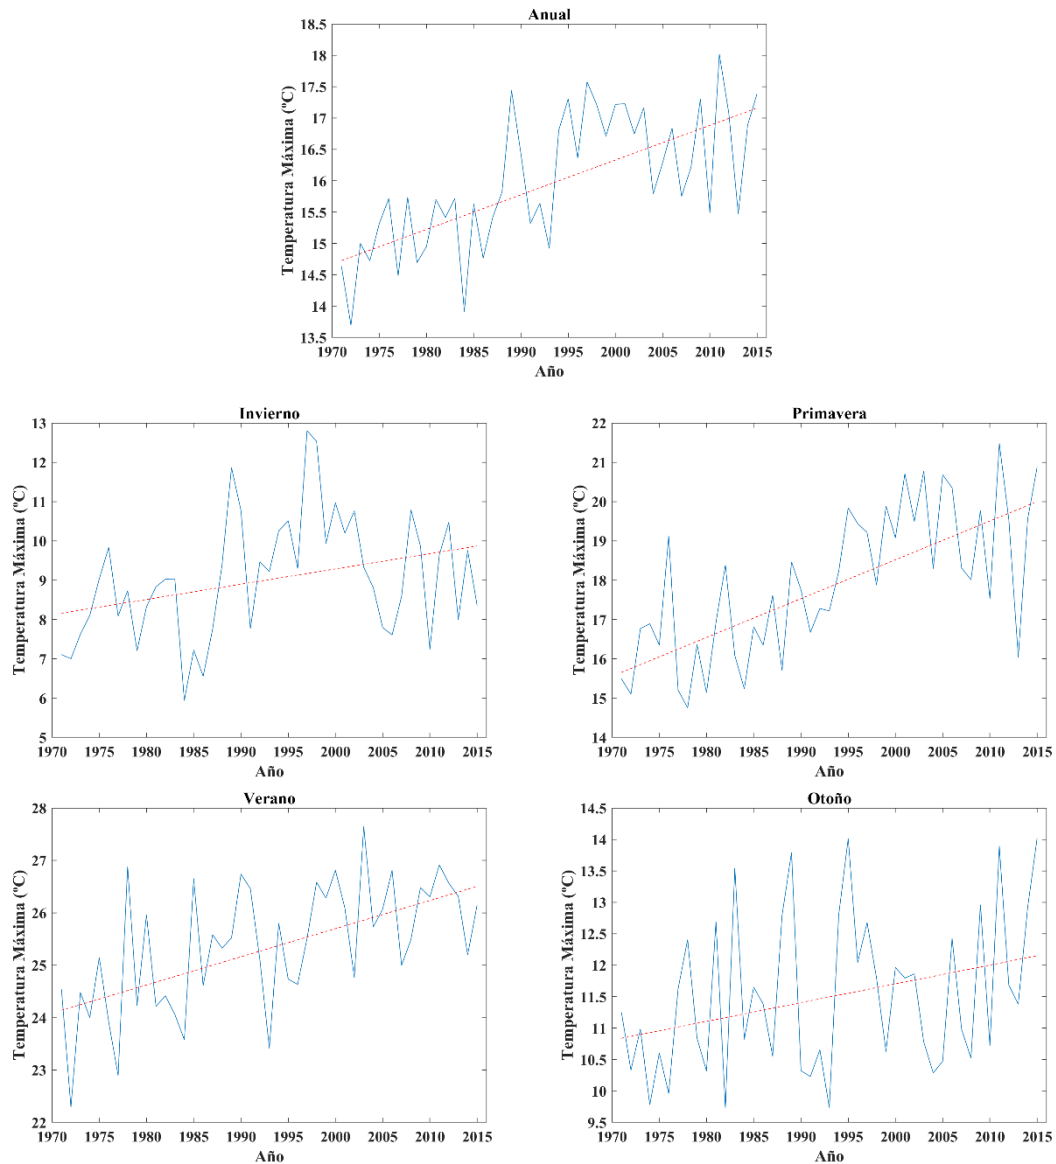 Anual
Temperatura Máxima (ºC)
18.5
18
17.5
17
16.5
16
15.5
15
14.5
14
13.5
1970 1975 1980 1985 1990 1995 2000 2005 2010 2015
Año
Invierno
Temperatura Máxima (ºC)
13
12
11
10
9
8
7
6
5
1970 1975 1980 1985 1990 1995 2000 2005 2010 2015
Año
Primavera
Temperatura Máxima (ºC)
22
21
20
19
18
17
16
15
14
1970 1975 1980 1985 1990 1995 2000 2005 2010 2015
Año
Verano
Temperatura Máxima (ºC)
28
27
26
25
24
23
22
1970 1975 1980 1985 1990 1995 2000 2005 2010 2015
Año
Otoño
Temperatura Máxima (ºC)
14.5
14
13.5
13
12.5
12
11.5
11
10.5
10
9.5
1970 1975 1980 1985 1990 1995 2000 2005 2010 2015
Año